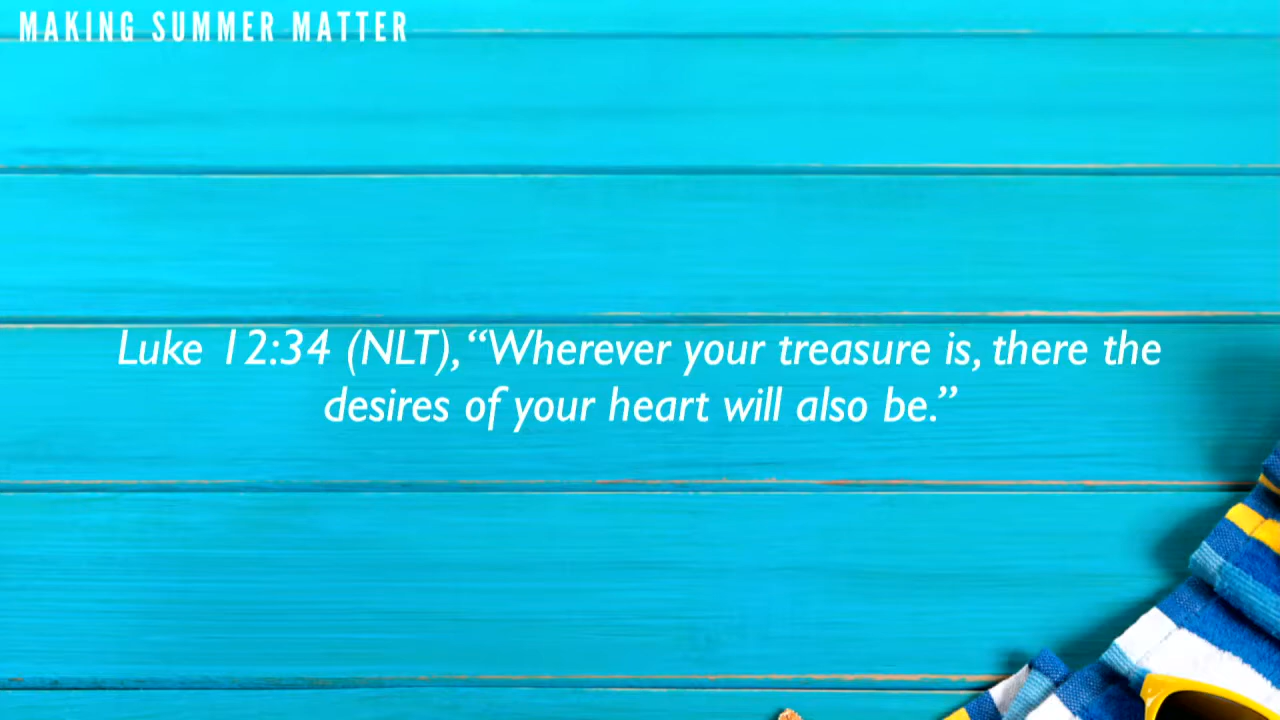 MAKING SUMMER MATTER
Luke 12:34 (NLT), “Wherever your treasure is, there the
desires of your heart will also be.”